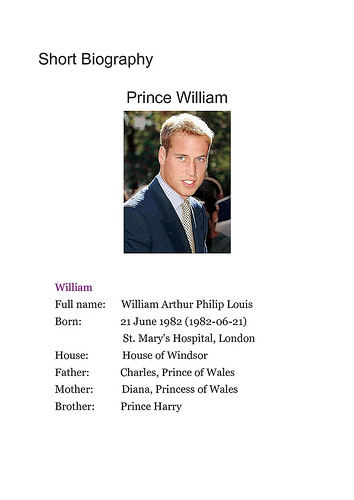 Short Biography
Prince William
William
Full name: William Arthur Philip Louis
Born: 21 June 1982 (1982-06-21)
St. Mary's Hospital, London
House: House of Windsor
Father: Charles, Prince of Wales
Mother: Diana, Princess of Wales
Brother: Prince Harry